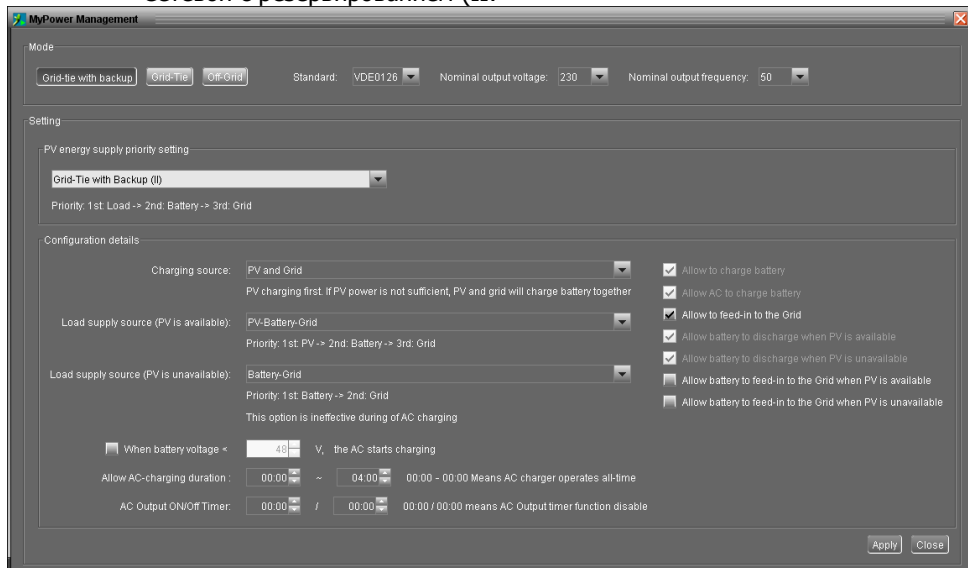 сетевой с резервированием (II.
MyPower Management
Mode
Grid-tie with backup Grid-Tie Off-Grid Standard: VDE0126 Nominal output voltage: 230 Nominal output frequency: 50
Setting
PV energy supply priority setting
Grid-Tie with Backup (II)
Priority: 1st: Load -> 2nd: Battery -> 3rd: Grid
Configuration details
Charging source: PV and Grid
PV charging first. If PV power is not sufficient, PV and grid will charge battery together
Load supply source (PV is available): PV-Battery-Grid
Priority: 1st: PV -> 2nd: Battery -> 3rd: Grid
Load supply source (PV is unavailable): Battery-Grid
Priority: 1st: Battery -> 2nd: Grid
This option is ineffective during of AC charging
When battery voltage < 48 V, the AC starts charging
Allow AC-charging duration : 00:00 ~ 04:00 00:00 - 00:00 Means AC charger operates all-time
AC Output ON/Off Timer: 00:00 / 00:00 00:00 / 00:00 means AC Output timer function disable
Allow to charge battery
Allow AC to charge battery
Allow to feed-in to the Grid
Allow battery to discharge when PV is available
Allow battery to discharge when PV is unavailable
Allow battery to feed-in to the Grid when PV is available
Allow battery to feed-in to the Grid when PV is unavailable
Apply Close